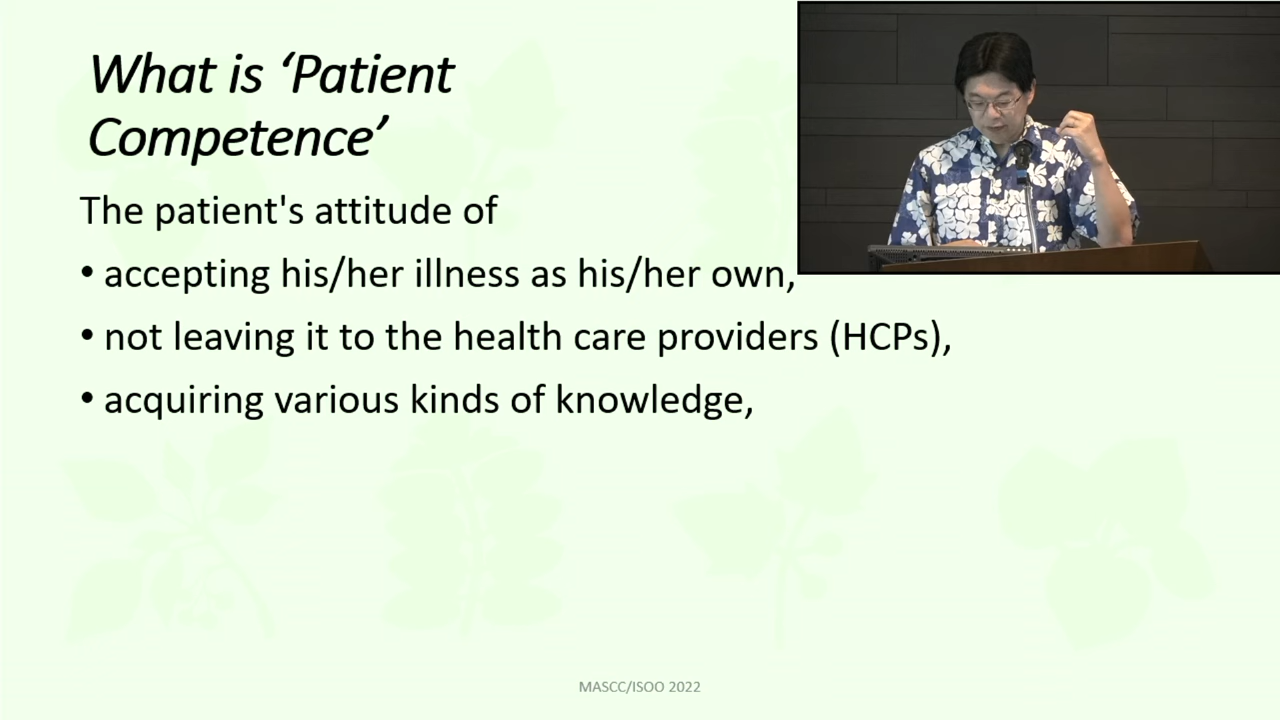 What is ‘Patient
Competence’
The patient's attitude of
• accepting his/her illness as his/her own,
• not leaving it to the health care providers (HCPs),
• acquiring various kinds of knowledge,
MASCC/ISOO 2022